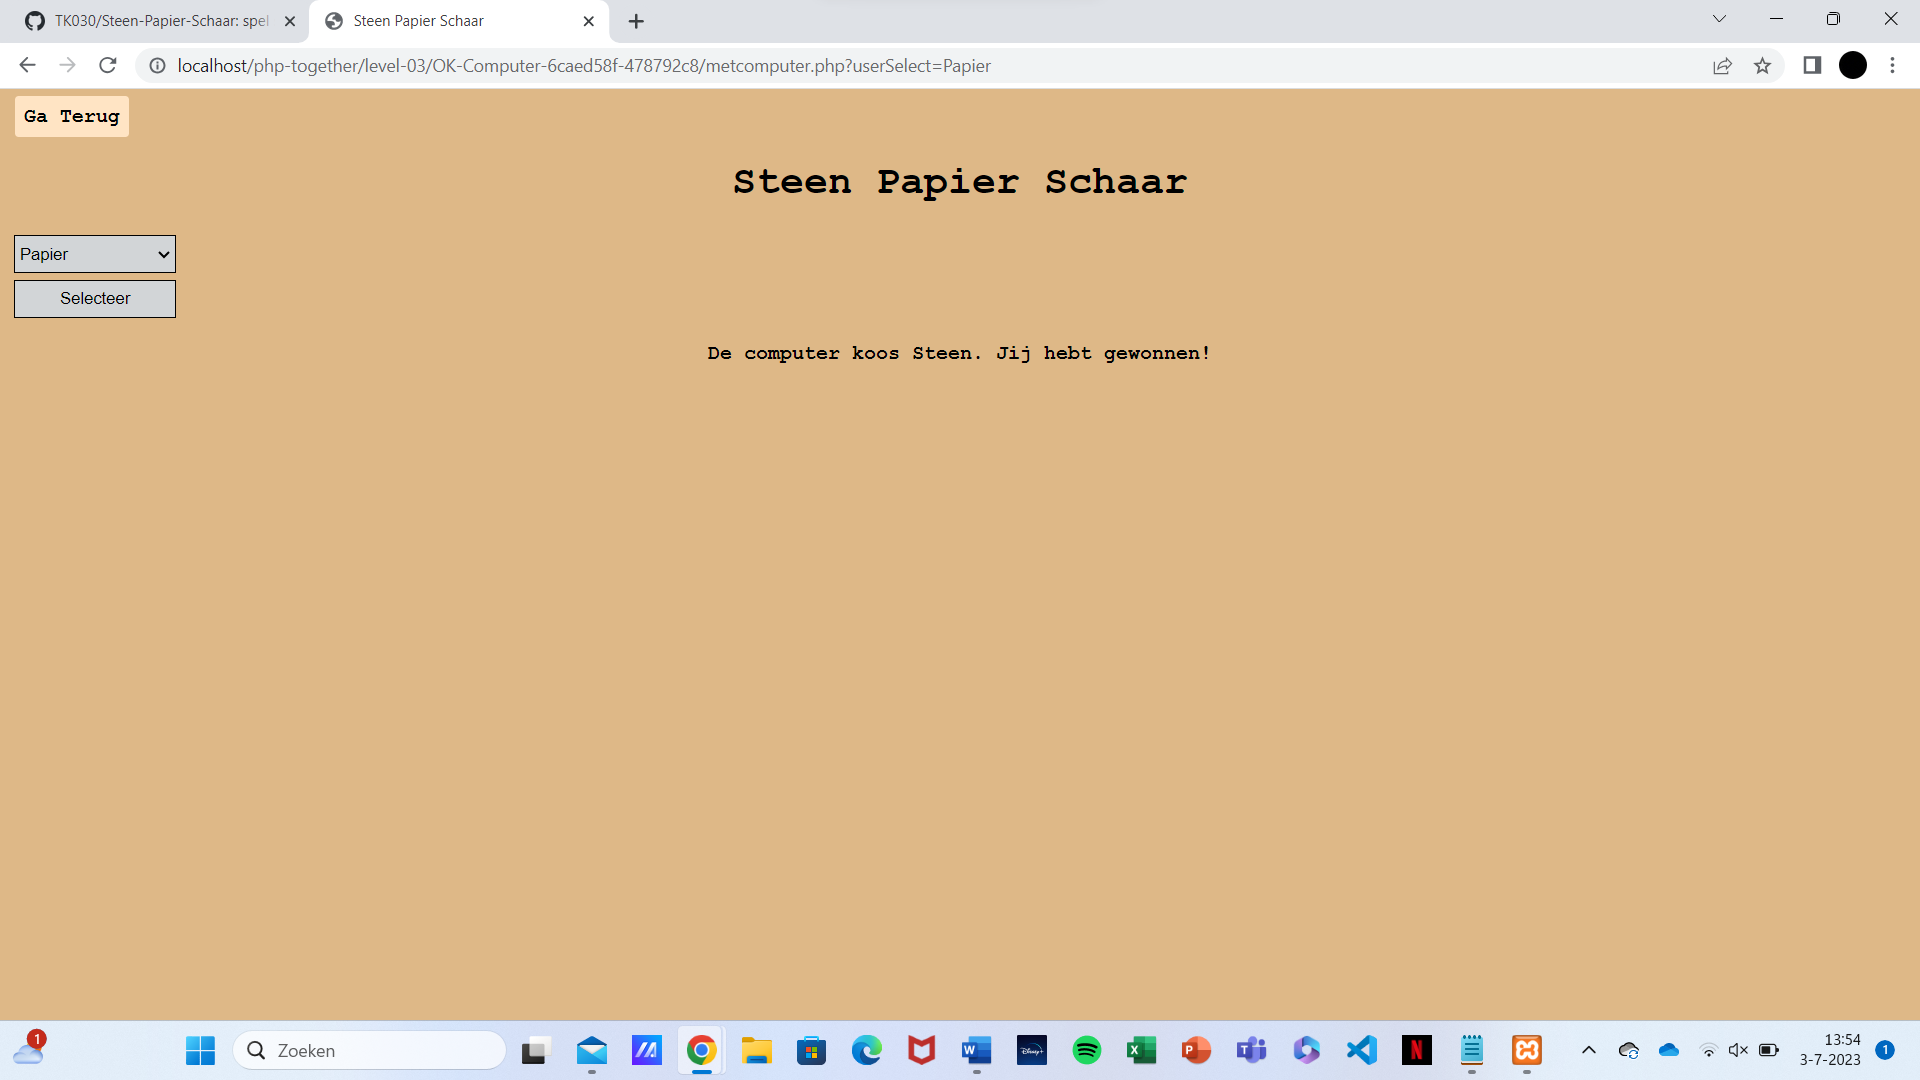 TK030/Steen-Papier-Schaar: spel
Steen Papier Schaar
localhost/php-together/level-03/OK-Computer-6caed58f-478792c8/metcomputer.php?userSelect=Papier
Ga Terug
Steen Papier Schaar
Papier
Selecteer
De computer koos Steen. Jij hebt gewonnen!
1
Zoeken
Disney+
13:54
3-7-2023
1